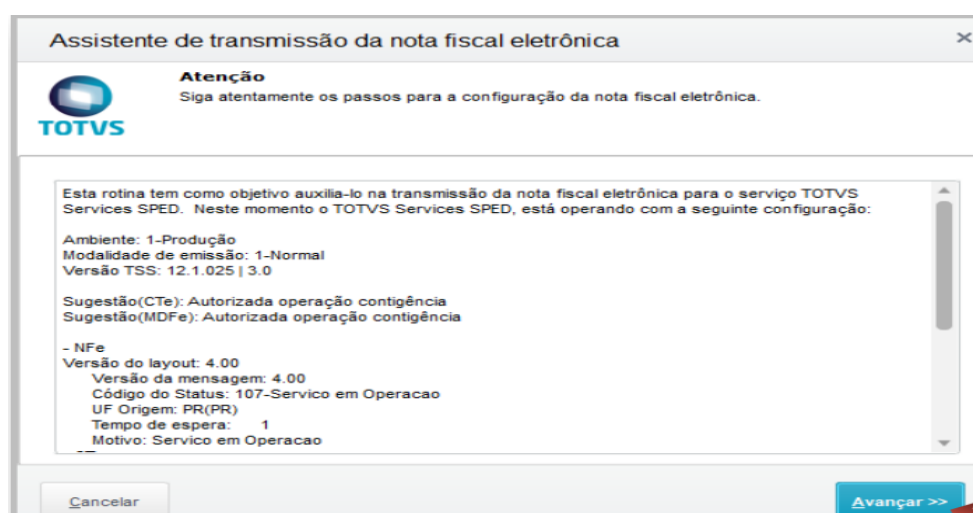 Assistente de transmissão da nota fiscal eletrônica
×
Atenção
Siga atentamente os passos para a configuração da nota fiscal eletrônica.
TOTVS
Esta rotina tem como objetivo auxilia-lo na transmissão da nota fiscal eletrônica para o serviço TOTVS
Services SPED. Neste momento o TOTVS Services SPED, está operando com a seguinte configuração:
Ambiente: 1-Produção
Modalidade de emissão: 1-Normal
Versão TSS: 12.1.025 | 3.0
Sugestão(CTe): Autorizada operação contigência
Sugestão(MDFe): Autorizada operação contigência
- NFe
Versão do layout: 4.00
Versão da mensagem: 4.00
Código do Status: 107-Servico em Operacao
UF Origem: PR(PR)
Tempo de espera: 1
Motivo: Servico em Operacao
Cancelar
Avançar >>